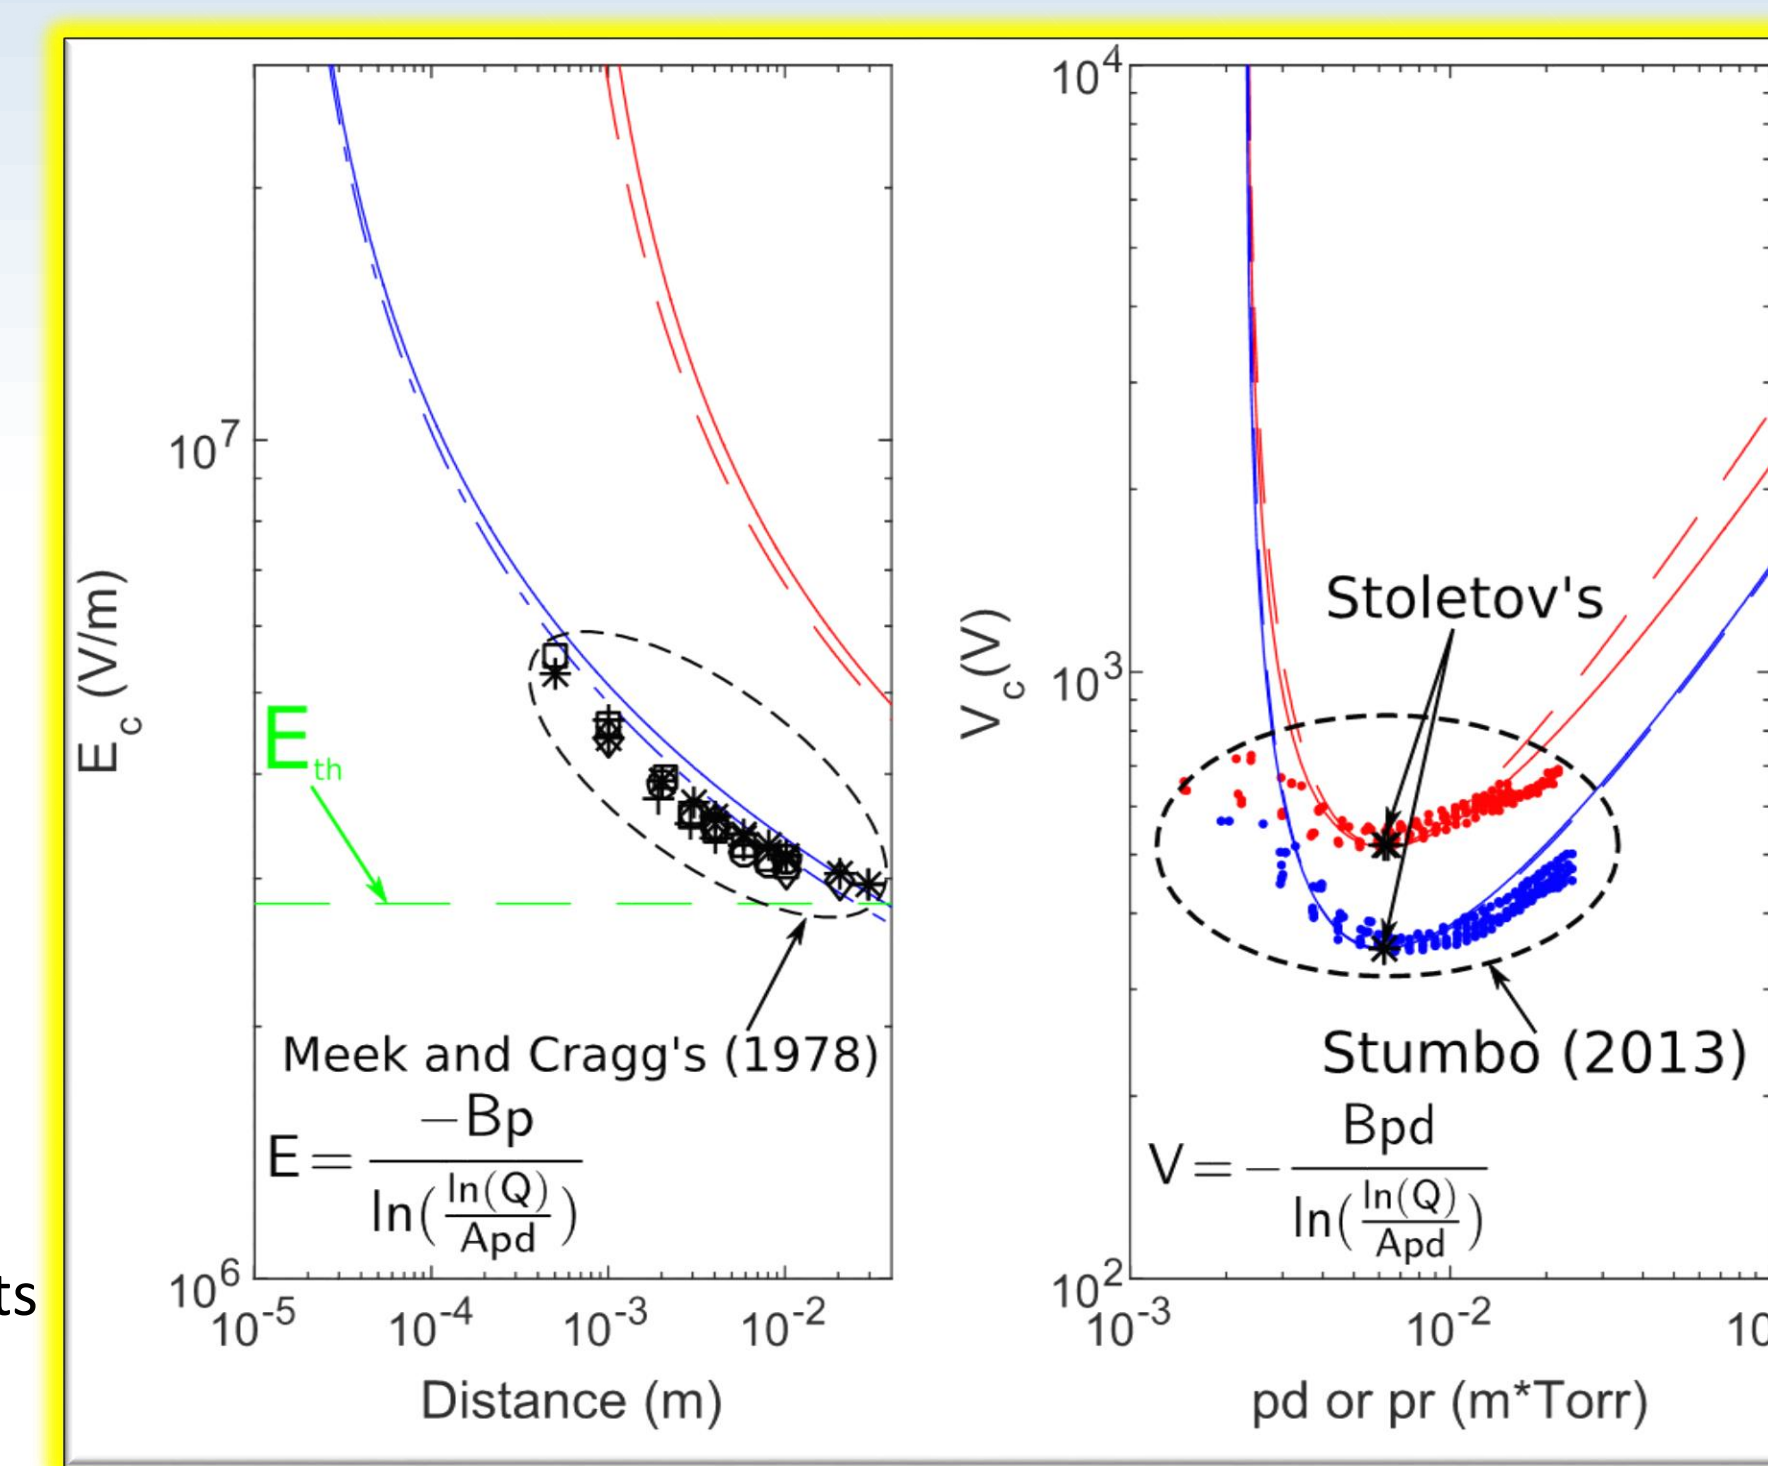 10^4
10^7
E_c (V/m)
E_th
Meek and Cragg's (1978)
E = -Bp / ln( ln(Q) / Apd )
10^6
10^-5 10^-4 10^-3 10^-2
Distance (m)
Stoletov's
V_c (V)
10^3
Stumbo (2013)
V = - Bpd / ln( ln(Q) / Apd )
10^2
10^-3 10^-2 10
pd or pr (m*Torr)
ts